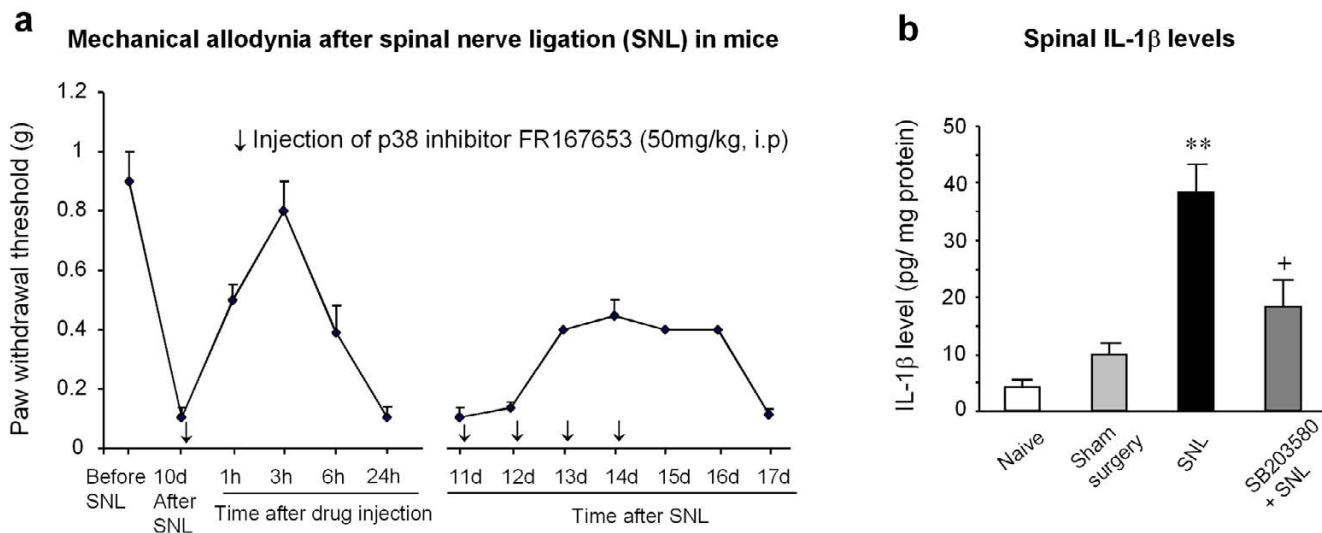 a
Mechanical allodynia after spinal nerve ligation (SNL) in mice
Paw withdrawal threshold (g)
1.2
1
0.8
0.6
0.4
0.2
0
↓ Injection of p38 inhibitor FR167653 (50mg/kg, i.p)
↓ ↓ ↓ ↓ ↓
Before
SNL
10d
After
SNL
1h 3h 6h 24h
Time after drug injection
11d 12d 13d 14d 15d 16d 17d
Time after SNL
b
Spinal IL-1β levels
IL-1β level (pg/ mg protein)
50
40
30
20
10
0
**
+
Naive
Sham
surgery
SNL
SB203580
+ SNL